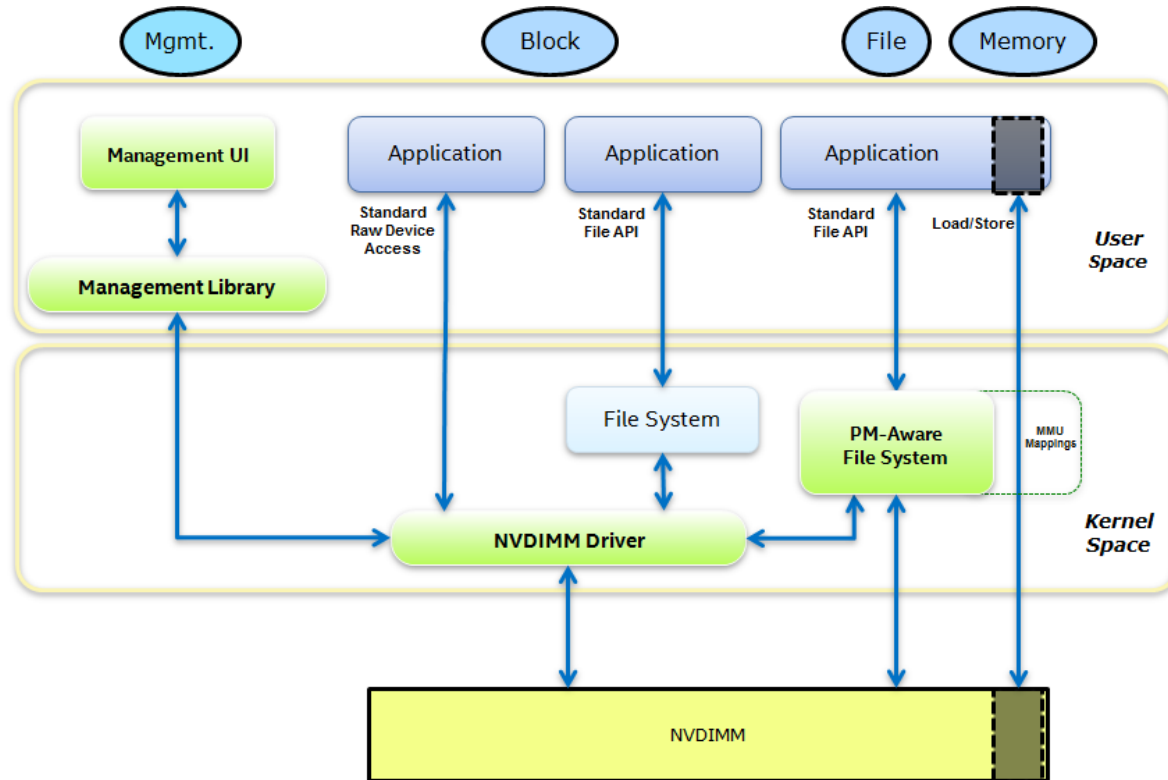 Mgmt.
Block
File
Memory
Management UI
Application
Application
Application
Standard
Raw Device
Access
Standard
File API
Standard
File API
Load/Store
User
Space
Management Library
File System
PM-Aware
File System
MMU
Mappings
NVDIMM Driver
Kernel
Space
NVDIMM